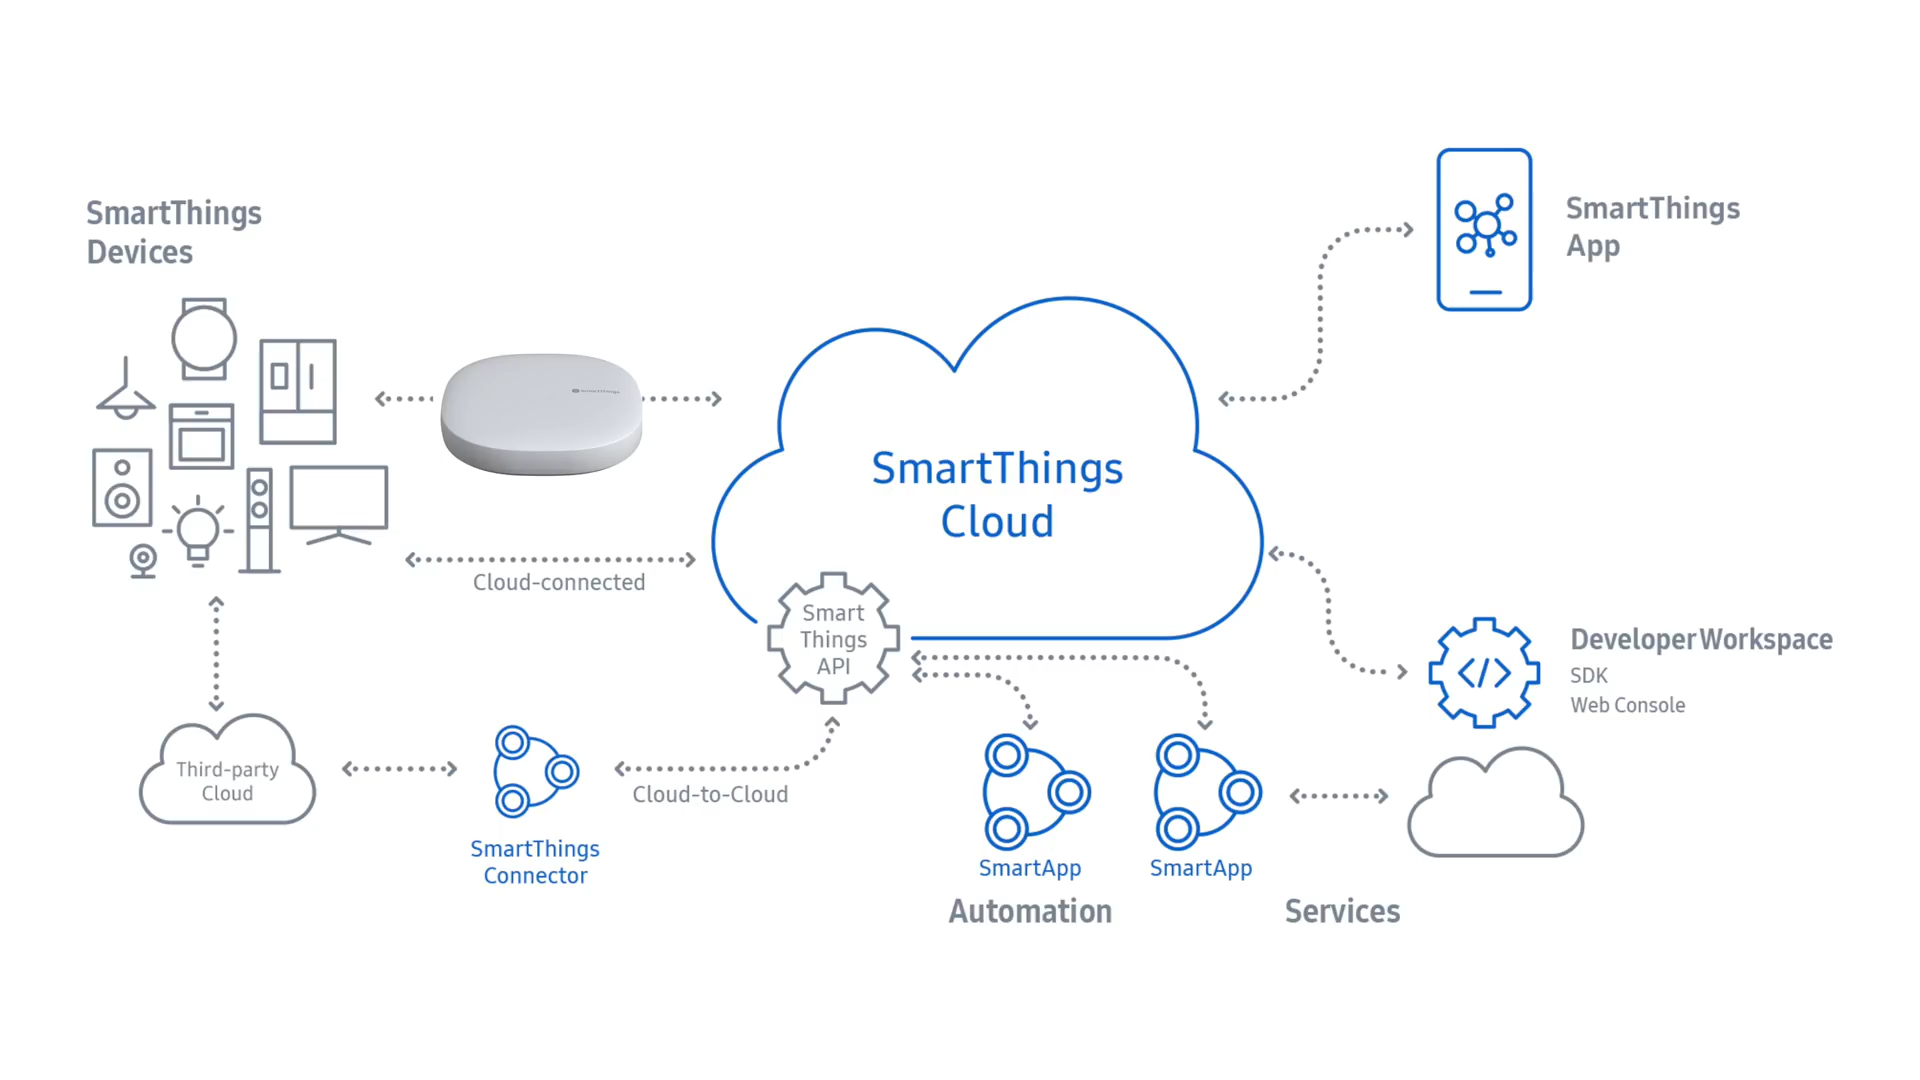 SmartThings
Devices
SmartThings
App
SmartThings
SmartThings
Cloud
Cloud-connected
Smart
Things
API
Developer Workspace
SDK
Web Console
Third-party
Cloud
Cloud-to-Cloud
SmartThings
Connector
SmartApp
SmartApp
Automation
Services